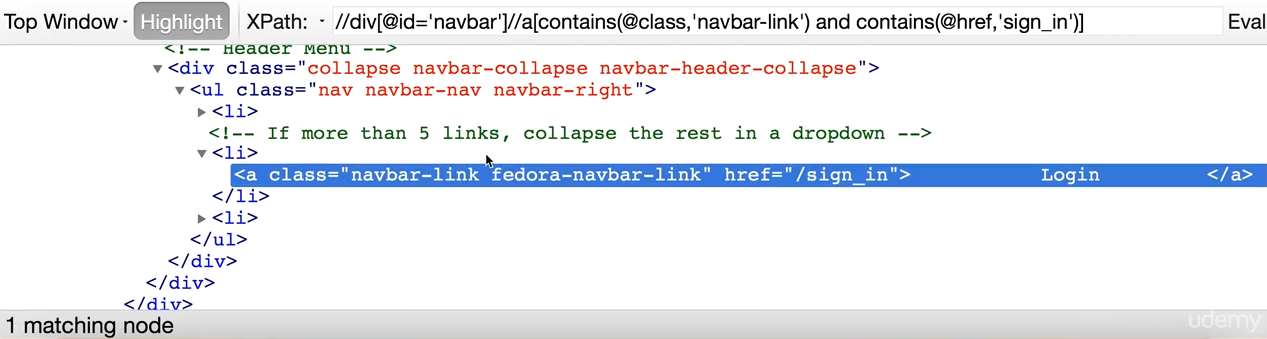 Top Window Highlight XPath: //div[@id='navbar']//a[contains(@class,'navbar-link') and contains(@href,'sign_in')] Eval
<!-- Header Menu -->
<div class="collapse navbar-collapse navbar-header-collapse">
<ul class="nav navbar-nav navbar-right">
<li>
<!-- If more than 5 links, collapse the rest in a dropdown -->
<li>
<a class="navbar-link fedora-navbar-link" href="/sign_in"> Login </a>
</li>
<li>
</ul>
</div>
</div>
</div>
1 matching node
udemy